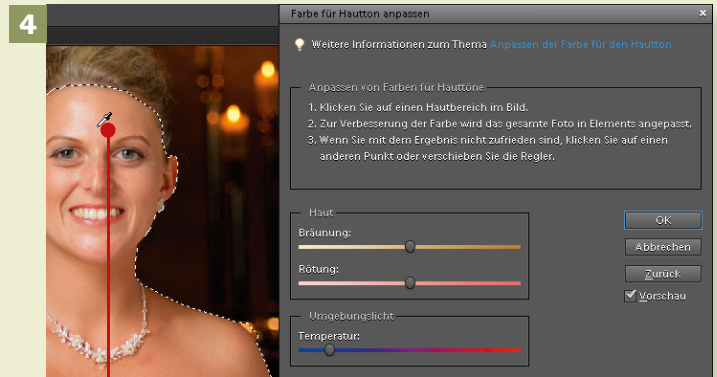 4
Farbe für Hautton anpassen
Weitere Informationen zum Thema Anpassen der Farbe für den Hautton
Anpassen von Farben für Hauttöne
1. Klicken Sie auf einen Hautbereich im Bild.
2. Zur Verbesserung der Farbe wird das gesamte Foto in Elements angepasst.
3. Wenn Sie mit dem Ergebnis nicht zufrieden sind, klicken Sie auf einen
anderen Punkt oder verschieben Sie die Regler.
Haut
Bräunung:
Rötung:
Umgebungslicht
Temperatur:
OK
Abbrechen
Zurück
Vorschau